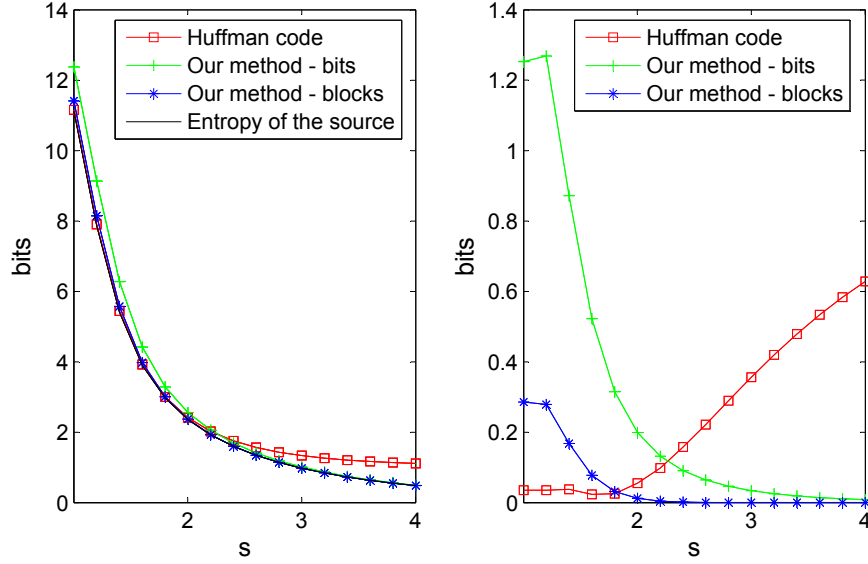 14
12
10
8
6
4
2
0
bits
2
3
4
s
Huffman code
Our method - bits
Our method - blocks
Entropy of the source
1.4
1.2
1
0.8
0.6
0.4
0.2
0
bits
2
3
4
s
Huffman code
Our method - bits
Our method - blocks